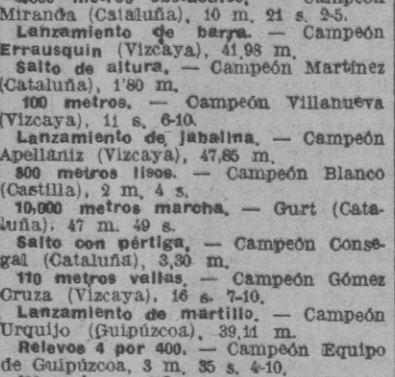 Miranda (Cataluña), 10 m. 21 s. 2-5.
Lanzamiento de barra. — Campeón
Errausquin (Vizcaya), 41,98 m.
Salto de altura. — Campeón Martínez
(Cataluña), 1'80 m.
100 metros. — Campeón Villanueva
(Vizcaya), 11 s. 6-10.
Lanzamiento de jabalina. — Campeón
Apellániz (Vizcaya), 47,85 m.
800 metros lisos. — Campeón Blanco
(Castilla), 2 m. 4 s.
10,000 metros marcha. — Gurt (Cata-
luña). 47 m. 49 s.
Salto con pértiga. — Campeón Conse-
gal (Cataluña), 3,30 m.
110 metros vallas. — Campeón Gómez
Cruza (Vizcaya), 16 s. 7-10.
Lanzamiento de martillo. — Campeón
Urquijo (Guipúzcoa), 39,11 m.
Relevos 4 por 400. — Campeón Equipo
de Guipúzcoa, 3 m. 35 s. 4-10.